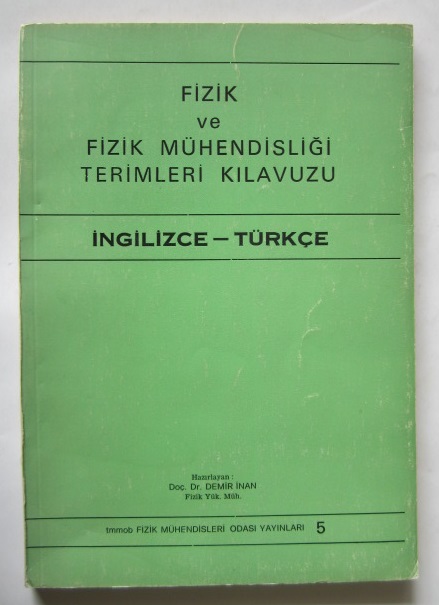 FİZİK
ve
FİZİK MÜHENDİSLİĞİ
TERİMLERİ KILAVUZU
İNGİLİZCE – TÜRKÇE
Hazırlayan :
Doç. Dr. DEMİR İNAN
Fizik Yük. Müh.
tmmob FİZİK MÜHENDİSLERİ ODASI YAYINLARI 5